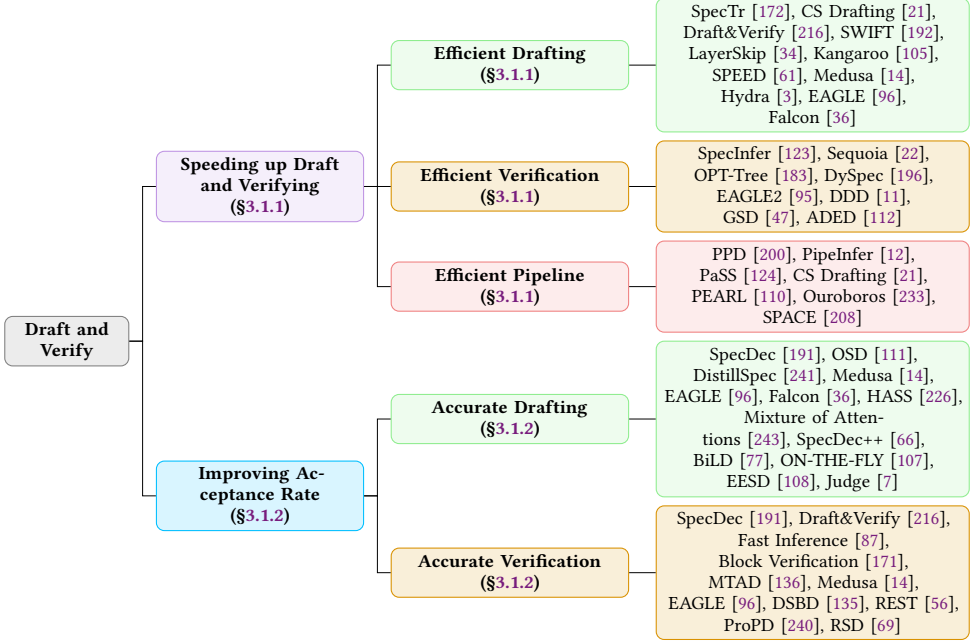 Draft and
Verify
Speeding up Draft
and Verifying
(§3.1.1)
Efficient Drafting
(§3.1.1)
SpecTr [172], CS Drafting [21],
Draft&Verify [216], SWIFT [192],
LayerSkip [34], Kangaroo [105],
SPEED [61], Medusa [14],
Hydra [3], EAGLE [96],
Falcon [36]
Efficient Verification
(§3.1.1)
SpecInfer [123], Sequoia [22],
OPT-Tree [183], DySpec [196],
EAGLE2 [95], DDD [11],
GSD [47], ADED [112]
Efficient Pipeline
(§3.1.1)
PPD [200], PipeInfer [12],
PaSS [124], CS Drafting [21],
PEARL [110], Ouroboros [233],
SPACE [208]
Improving Ac-
ceptance Rate
(§3.1.2)
Accurate Drafting
(§3.1.2)
SpecDec [191], OSD [111],
DistillSpec [241], Medusa [14],
EAGLE [96], Falcon [36], HASS [226],
Mixture of Atten-
tions [243], SpecDec++ [66],
BiLD [77], ON-THE-FLY [107],
EESD [108], Judge [7]
Accurate Verification
(§3.1.2)
SpecDec [191], Draft&Verify [216],
Fast Inference [87],
Block Verification [171],
MTAD [136], Medusa [14],
EAGLE [96], DSBD [135], REST [56],
ProPD [240], RSD [69]